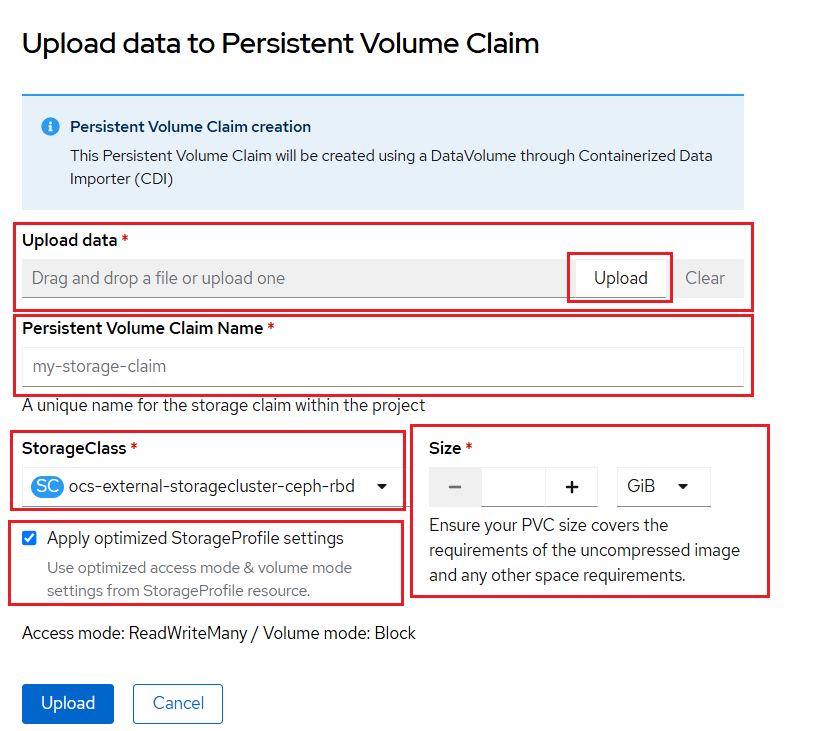 Upload data to Persistent Volume Claim
Persistent Volume Claim creation
This Persistent Volume Claim will be created using a DataVolume through Containerized Data
Importer (CDI)
Upload data *
Drag and drop a file or upload one Upload Clear
Persistent Volume Claim Name *
my-storage-claim
A unique name for the storage claim within the project
StorageClass * Size *
SC ocs-external-storagecluster-ceph-rbd GiB
Apply optimized StorageProfile settings
Use optimized access mode & volume mode
settings from StorageProfile resource.
Ensure your PVC size covers the
requirements of the uncompressed image
and any other space requirements.
Access mode: ReadWriteMany / Volume mode: Block
Upload Cancel